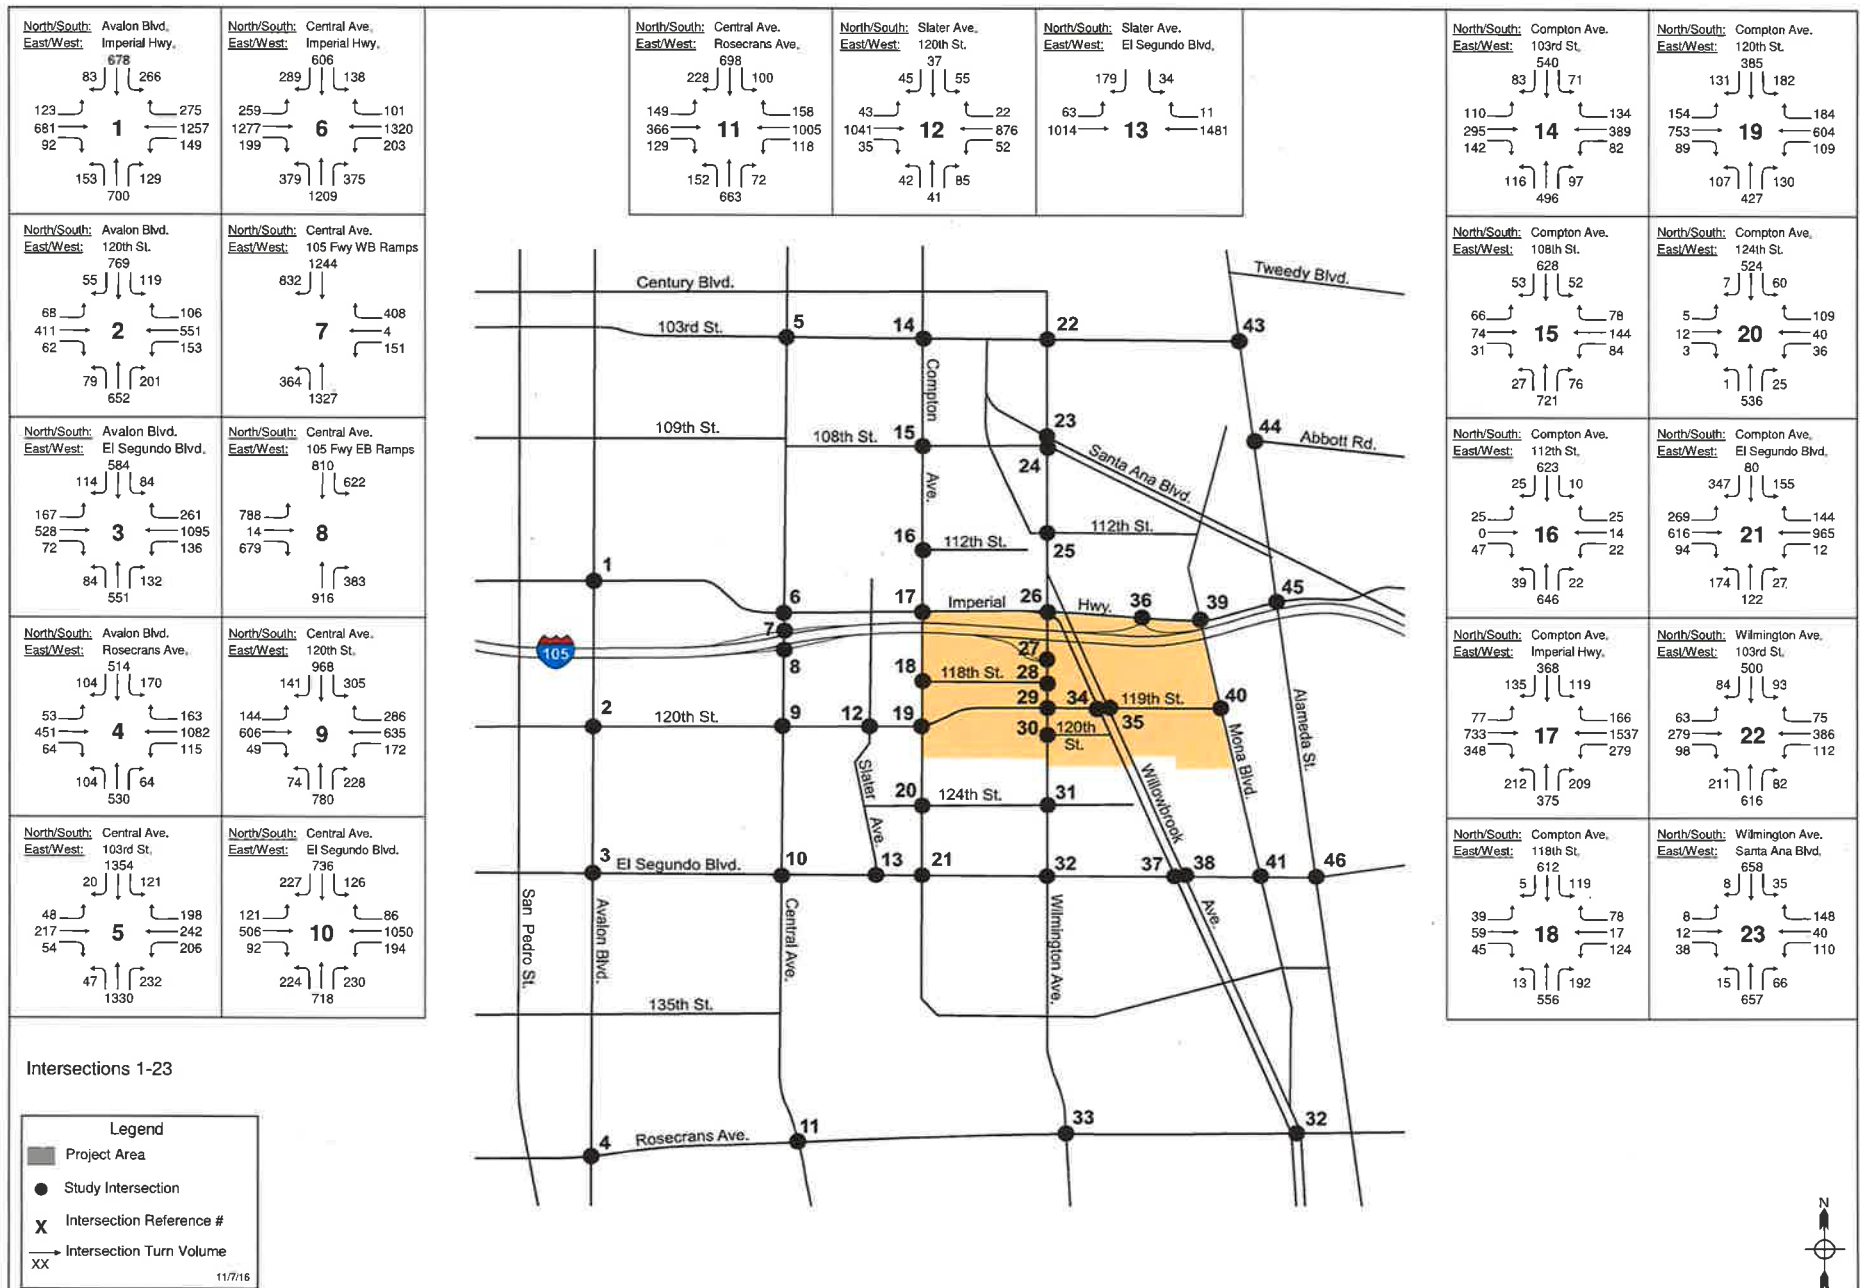 North/South: Avalon Blvd.
East/West: Imperial Hwy.
678
83 266
123 275
681 1 1257
92 149
153 129
700
North/South: Central Ave.
East/West: Imperial Hwy.
606
289 138
259 101
1277 6 1320
199 203
379 375
1209
North/South: Avalon Blvd.
East/West: 120th St.
769
55 119
68 106
411 2 551
62 153
79 201
652
North/South: Central Ave.
East/West: 105 Fwy WB Ramps
1244
832
408
7 4
151
364
1327
North/South: Avalon Blvd.
East/West: El Segundo Blvd.
584
114 84
167 261
528 3 1095
72 136
84 132
551
North/South: Central Ave.
East/West: 105 Fwy EB Ramps
810
622
788
14 8
679
383
916
North/South: Avalon Blvd.
East/West: Rosecrans Ave.
514
104 170
53 163
451 4 1082
64 115
104 64
530
North/South: Central Ave.
East/West: 120th St.
968
141 305
144 286
606 9 635
49 172
74 228
780
North/South: Central Ave.
East/West: 103rd St.
1354
20 121
48 198
217 5 242
54 206
47 232
1330
North/South: Central Ave.
East/West: El Segundo Blvd.
736
227 126
121 86
506 10 1050
92 194
224 230
718
North/South: Central Ave.
East/West: Rosecrans Ave.
698
228 100
149 158
366 11 1005
129 118
152 72
663
North/South: Slater Ave.
East/West: 120th St.
37
45 55
43 22
1041 12 876
35 52
42 85
41
North/South: Slater Ave.
East/West: El Segundo Blvd.
179 34
63 11
1014 13 1481
North/South: Compton Ave.
East/West: 103rd St.
540
83 71
110 134
295 14 389
142 82
116 97
496
North/South: Compton Ave.
East/West: 120th St.
385
131 182
154 184
753 19 604
89 109
107 130
427
North/South: Compton Ave.
East/West: 108th St.
628
53 52
66 78
74 15 144
31 84
27 76
721
North/South: Compton Ave.
East/West: 124th St.
524
7 60
5 109
12 20 40
3 36
1 25
536
North/South: Compton Ave.
East/West: 112th St.
623
25 10
25 25
0 16 14
47 22
39 22
646
North/South: Compton Ave.
East/West: El Segundo Blvd.
80
347 155
269 144
616 21 965
94 12
174 27
122
North/South: Compton Ave.
East/West: Imperial Hwy.
368
135 119
77 166
733 17 1537
348 279
212 209
375
North/South: Wilmington Ave.
East/West: 103rd St.
500
84 93
63 75
279 22 386
98 112
211 82
616
North/South: Compton Ave.
East/West: 118th St.
612
5 119
39 78
59 18 17
45 124
13 192
556
North/South: Wilmington Ave.
East/West: Santa Ana Blvd.
658
8 35
8 148
12 23 40
38 110
15 66
657
Tweedy Blvd.
Century Blvd.
103rd St.
5 14 22 43
Compton
Ave.
109th St.
108th St.
15 23 44
Abbott Rd.
24
Santa Ana Blvd.
16
112th St.
25
112th St.
1 6 17
Imperial
26
Hwy.
36 39 45
7
105
8
27
18
118th St.
28
29 34
119th St.
40
2
120th St.
9 12 19
30
120th
St.
35
Mona Blvd.
Alameda St.
Slater
Ave.
20
124th St.
31
Willowbrook
Ave.
3
El Segundo Blvd.
10 13 21 32 37 38 41 46
San Pedro St.
Avalon Blvd.
Central Ave.
Wilmington Ave.
135th St.
4
Rosecrans Ave.
11 33 32
Intersections 1-23
Legend
Project Area
Study Intersection
X Intersection Reference #
Intersection Turn Volume
XX
11/7/16
N